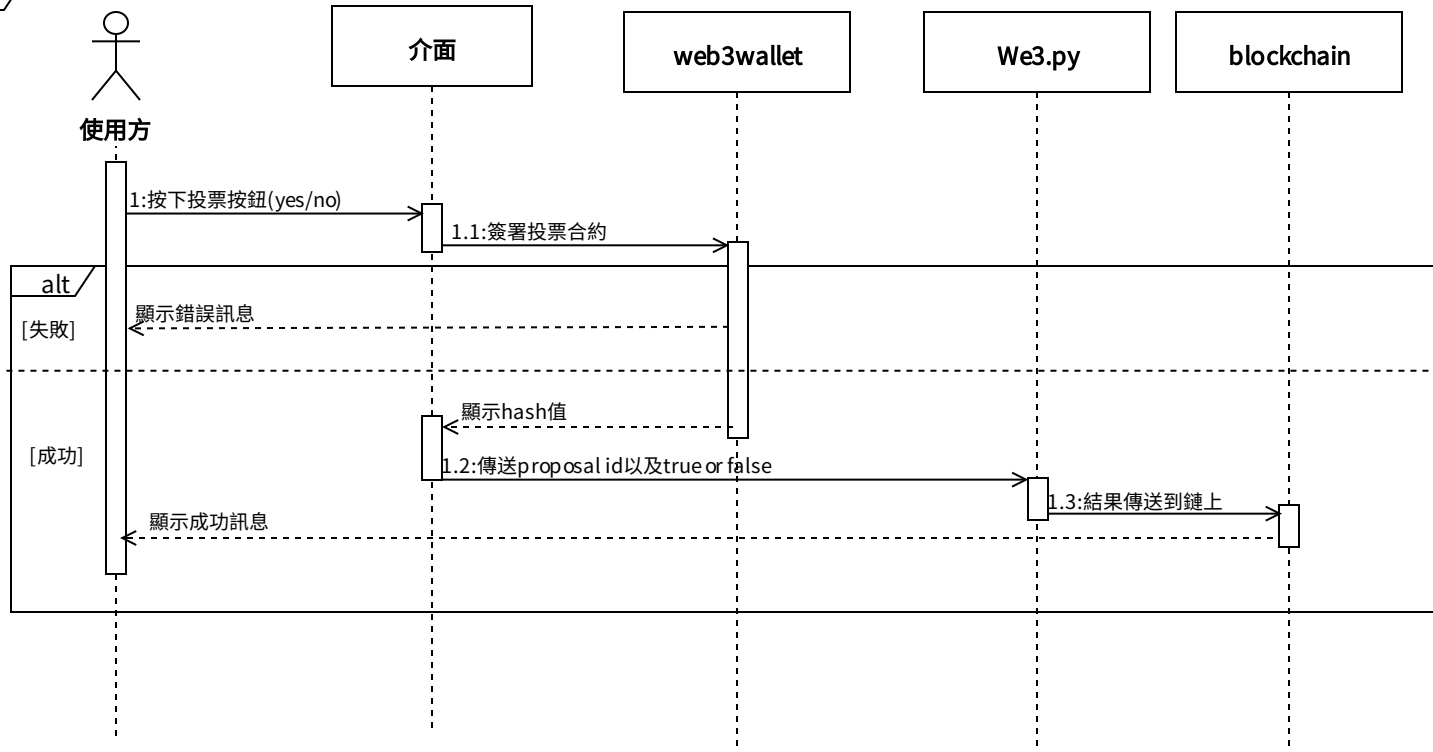 使用方
介面
web3wallet
We3.py
blockchain
1:按下投票按鈕(yes/no)
1.1:簽署投票合約
alt
[失敗]
顯示錯誤訊息
顯示hash值
[成功]
1.2:傳送proposal id以及true or false
1.3:結果傳送到鏈上
顯示成功訊息